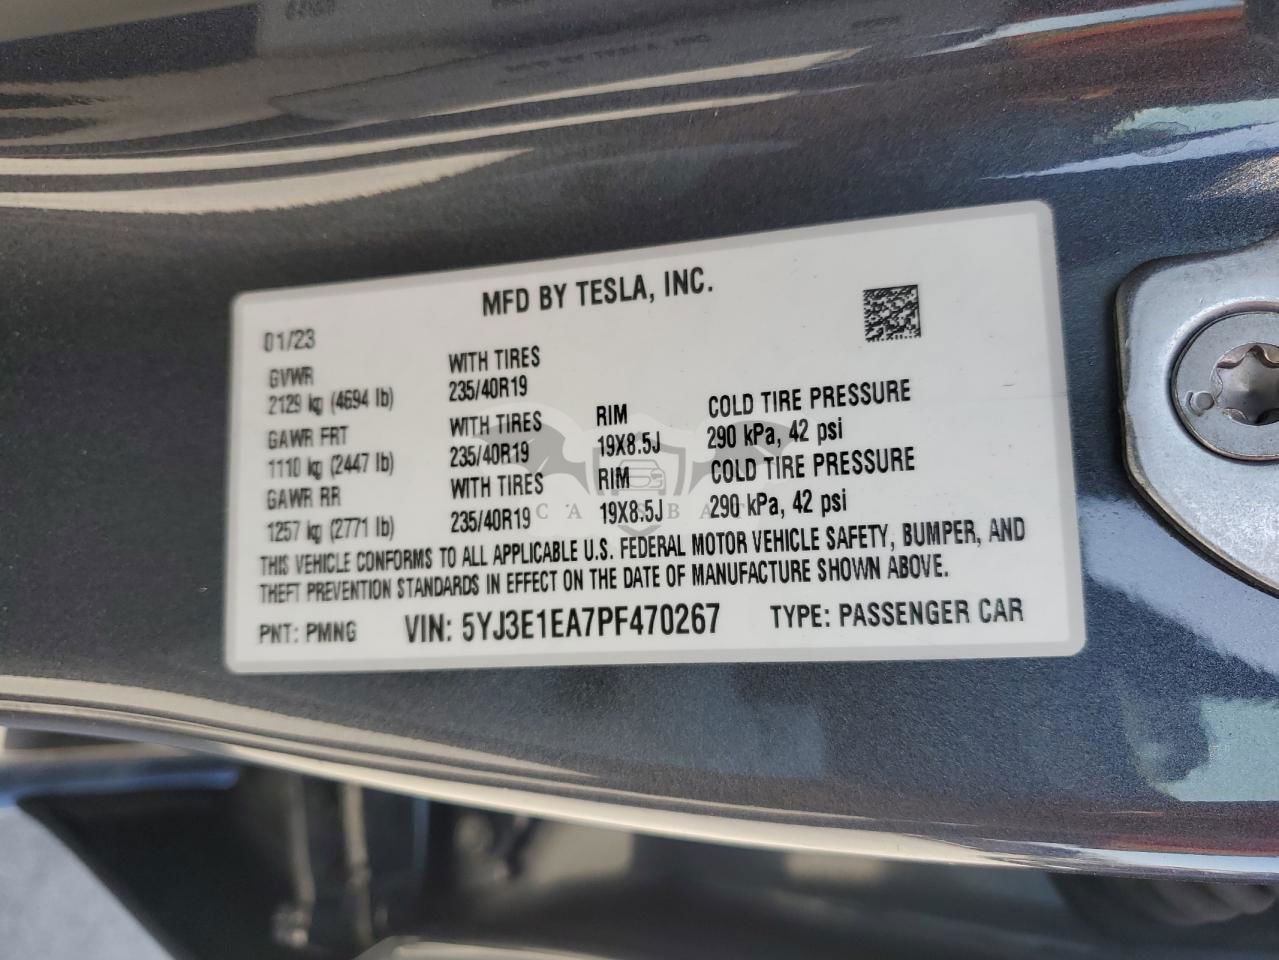 MFD BY TESLA, INC.
01/23
GVWR
2129 kg (4694 lb)
WITH TIRES
235/40R19
GAWR FRT
1110 kg (2447 lb)
WITH TIRES
235/40R19
RIM
19X8.5J
COLD TIRE PRESSURE
290 kPa, 42 psi
GAWR RR
1257 kg (2771 lb)
WITH TIRES
235/40R19
RIM
19X8.5J
COLD TIRE PRESSURE
290 kPa, 42 psi
THIS VEHICLE CONFORMS TO ALL APPLICABLE U.S. FEDERAL MOTOR VEHICLE SAFETY, BUMPER, AND
THEFT PREVENTION STANDARDS IN EFFECT ON THE DATE OF MANUFACTURE SHOWN ABOVE.
PNT: PMNG VIN: 5YJ3E1EA7PF470267 TYPE: PASSENGER CAR